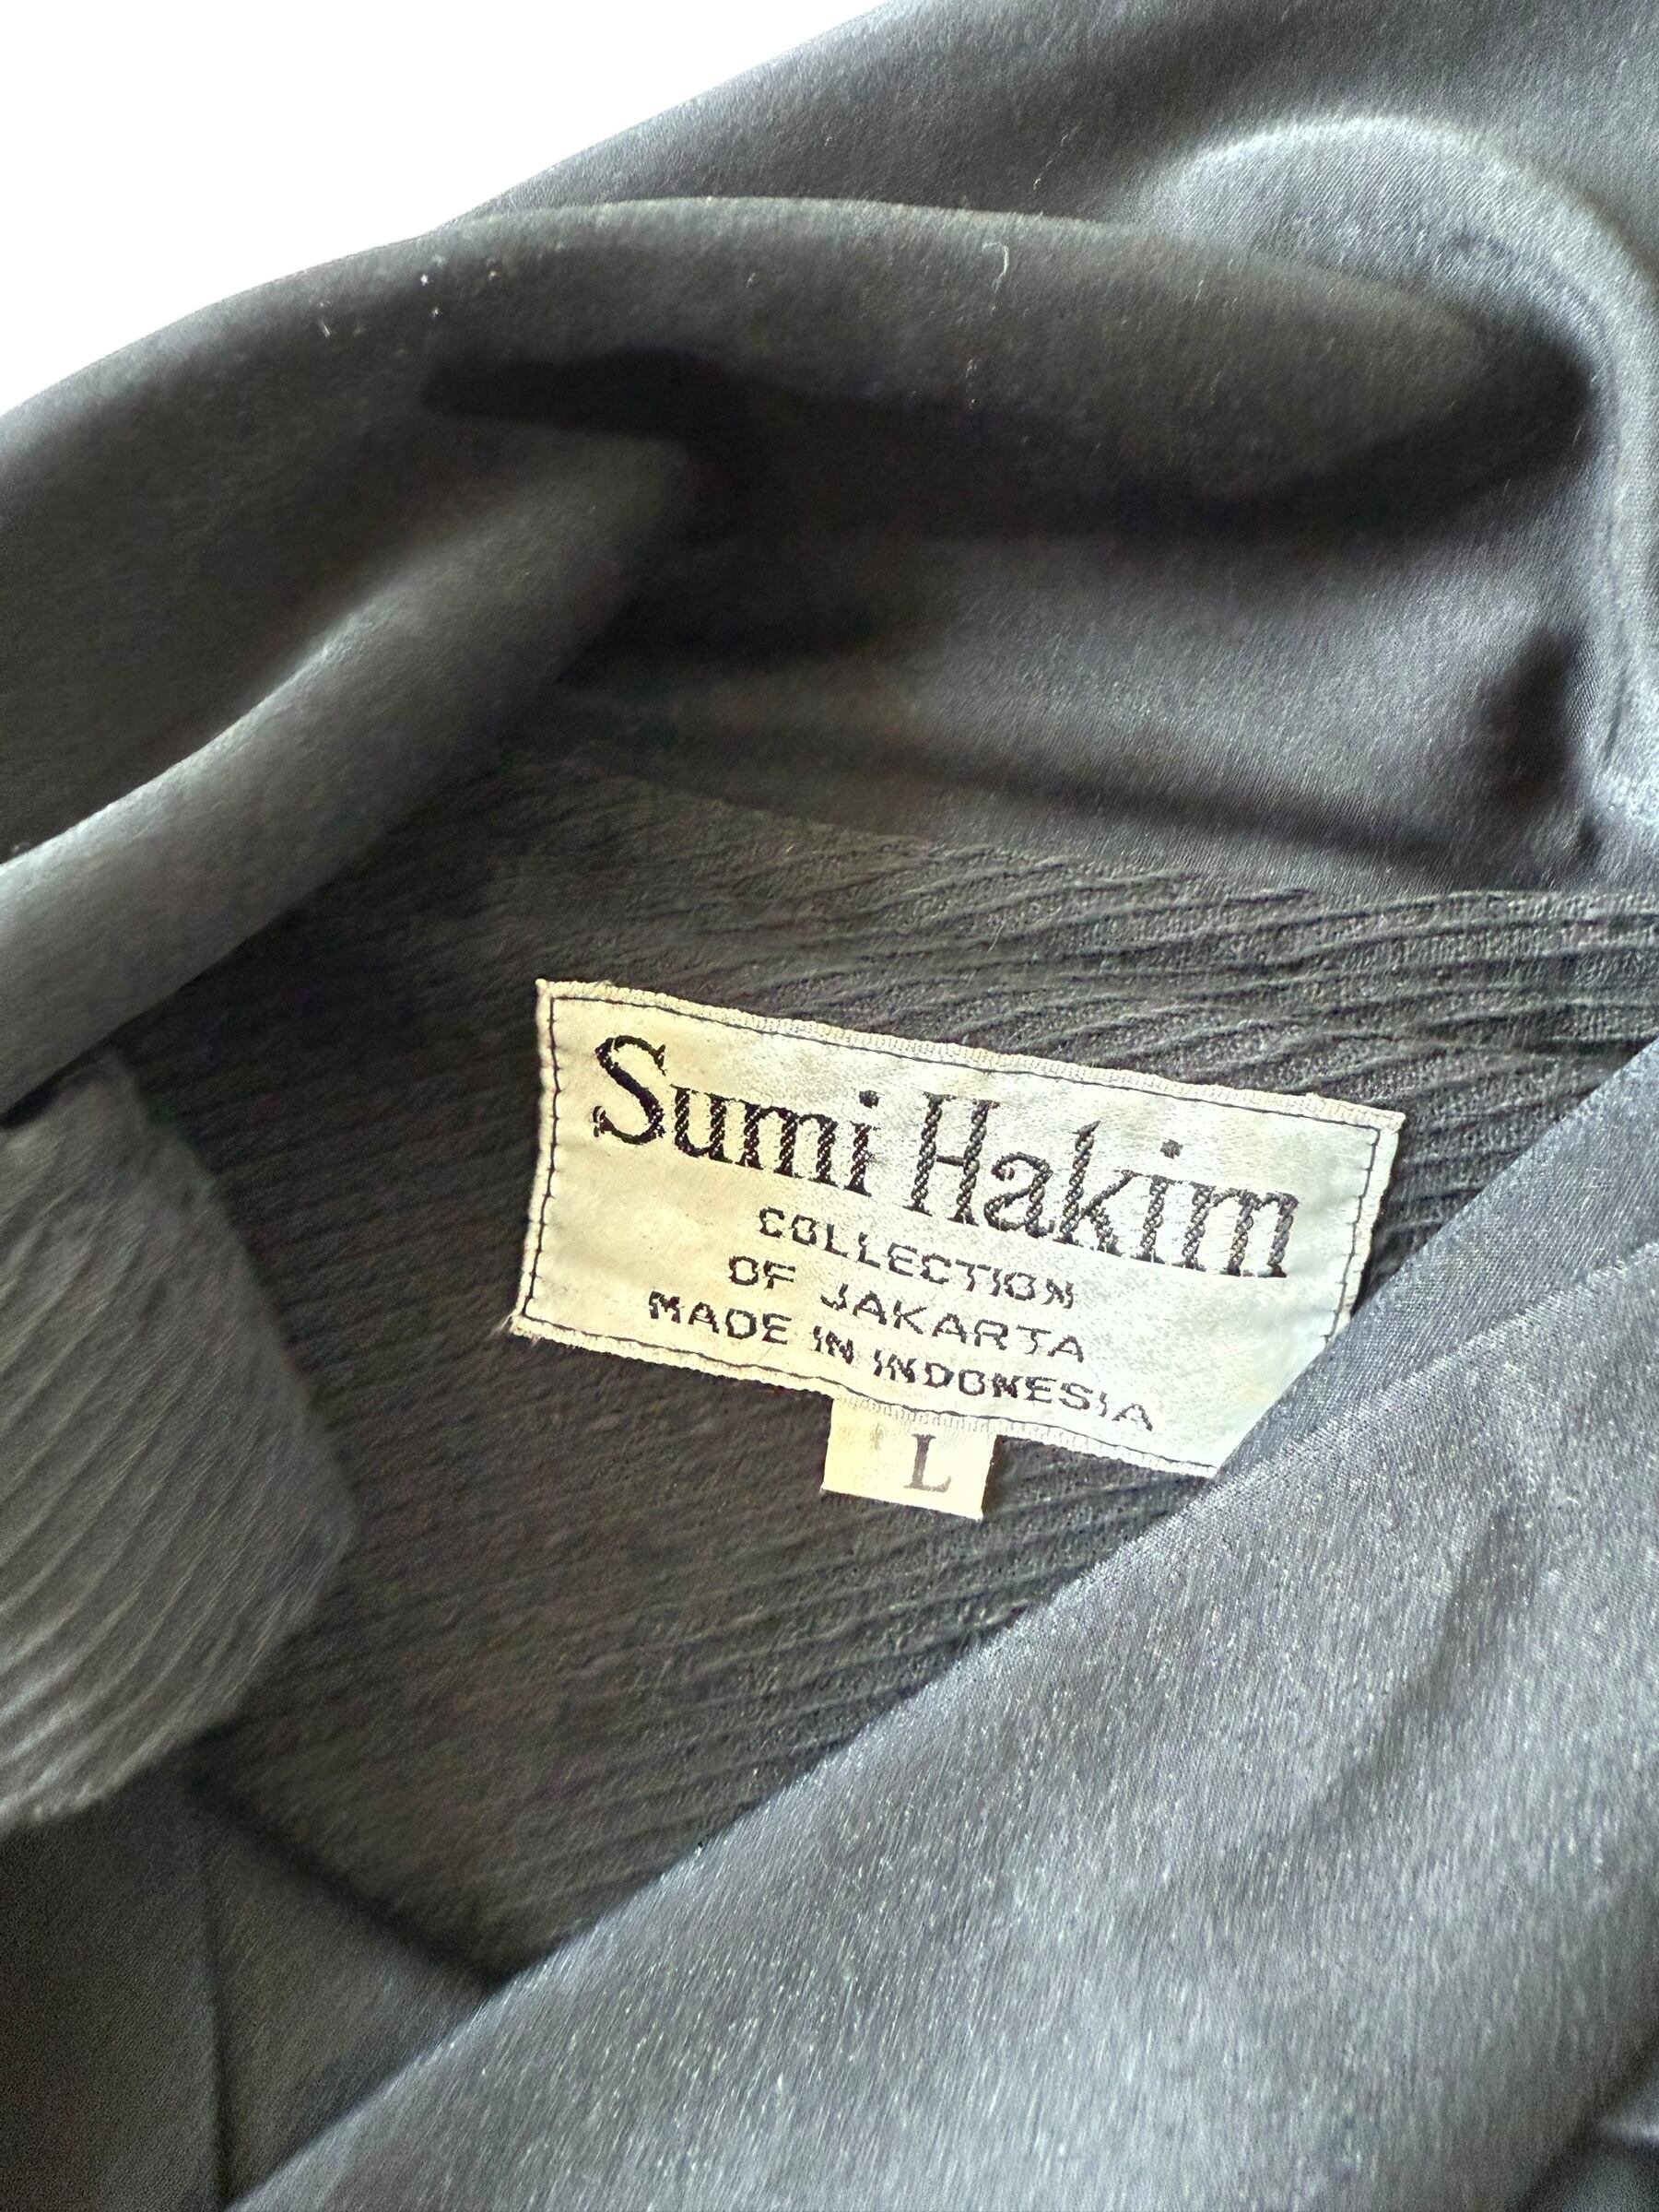 Sumi Hakim
COLLECTION
OF JAKARTA
MADE IN INDONESIA
L